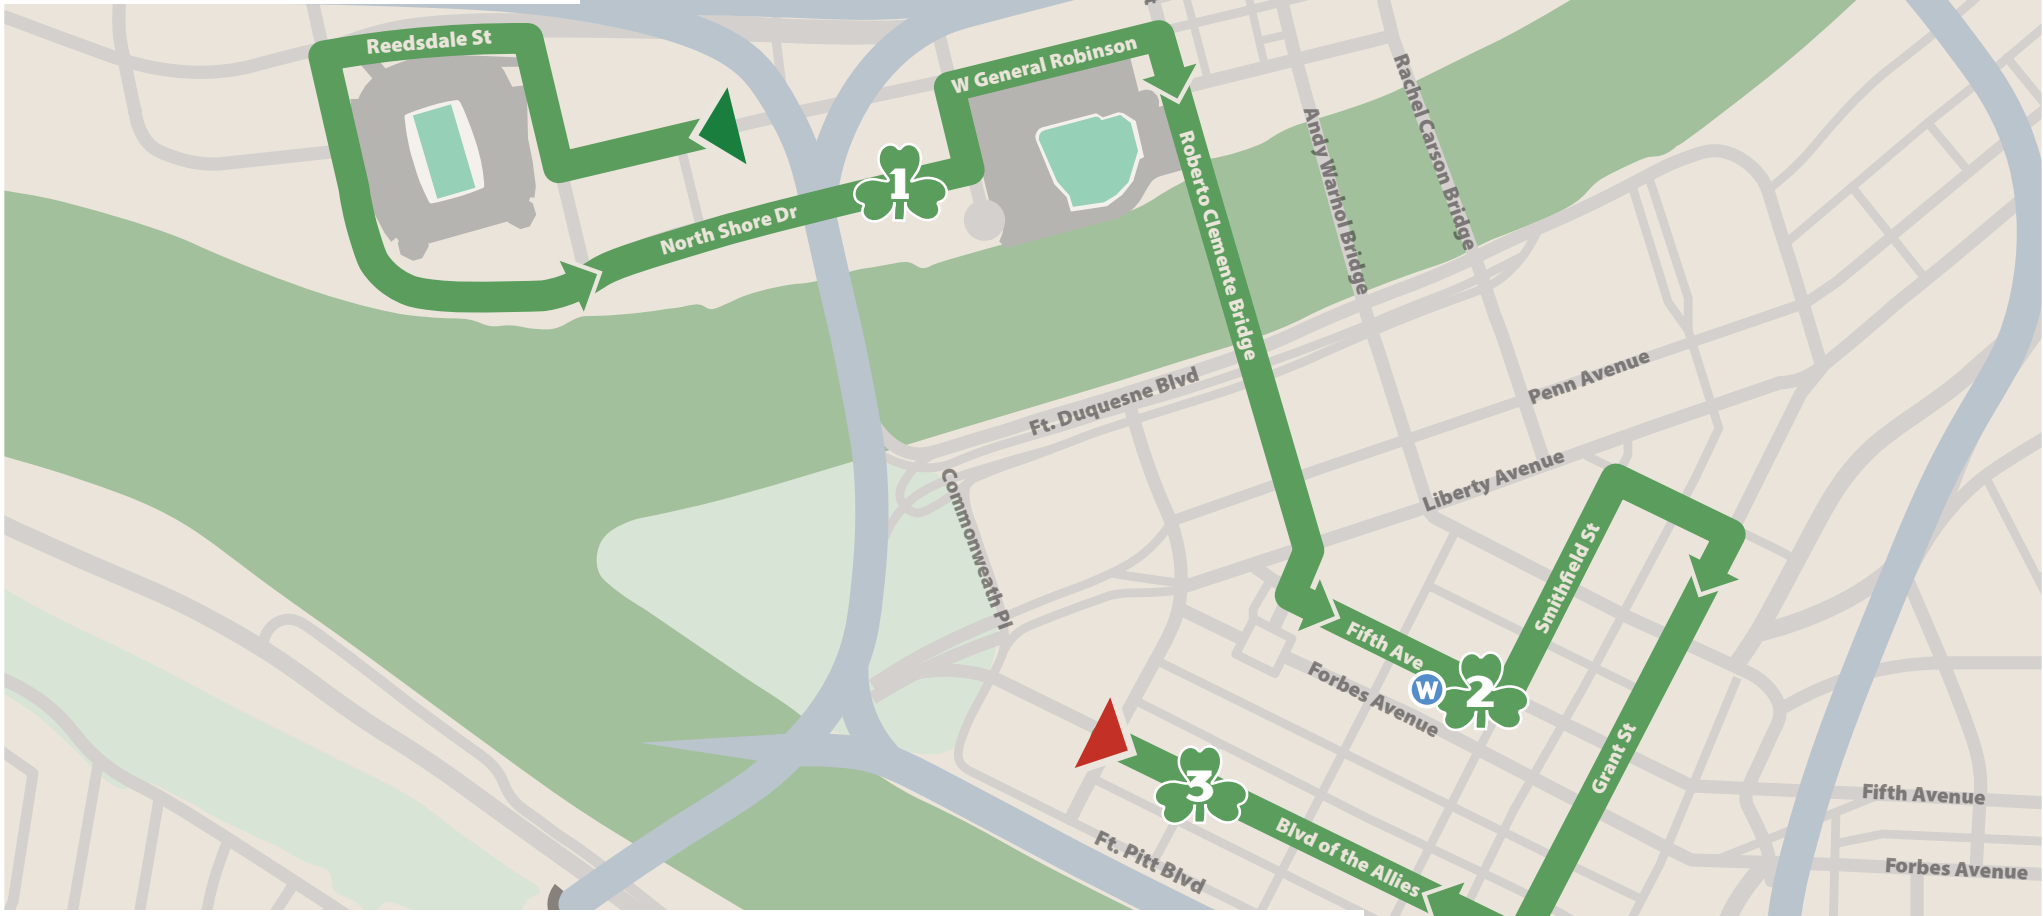 Reedsdale St
W General Robinson
North Shore Dr
1
Roberto Clemente Bridge
Andy Warhol Bridge
Rachel Carson Bridge
Ft. Duquesne Blvd
Penn Avenue
Liberty Avenue
Commonweath Pl
Smithfield St
Fifth Ave
W
2
Forbes Avenue
Grant St
3
Blvd of the Allies
Ft. Pitt Blvd
Fifth Avenue
Forbes Avenue